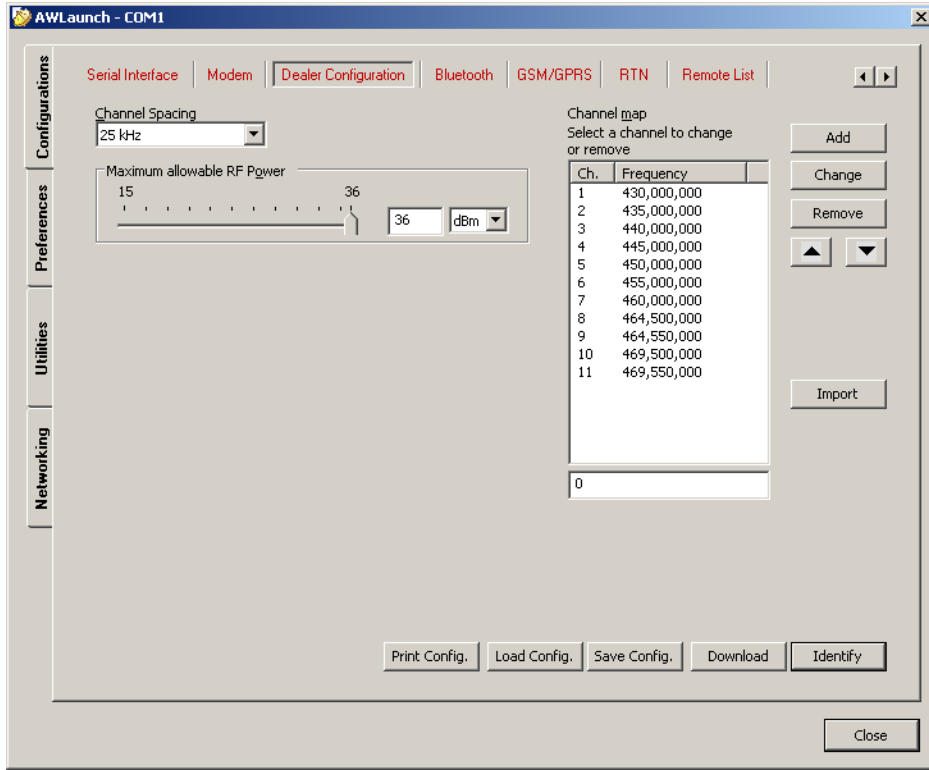 AWLaunch - COM1
Configurations
Preferences
Utilities
Networking
Serial Interface
Modem
Dealer Configuration
Bluetooth
GSM/GPRS
RTN
Remote List
Channel Spacing
25 kHz
Maximum allowable RF Power
15
36
36
dBm
Channel map
Select a channel to change
or remove
Ch. Frequency
1 430,000,000
2 435,000,000
3 440,000,000
4 445,000,000
5 450,000,000
6 455,000,000
7 460,000,000
8 464,500,000
9 464,550,000
10 469,500,000
11 469,550,000
0
Add
Change
Remove
Import
Print Config.
Load Config.
Save Config.
Download
Identify
Close